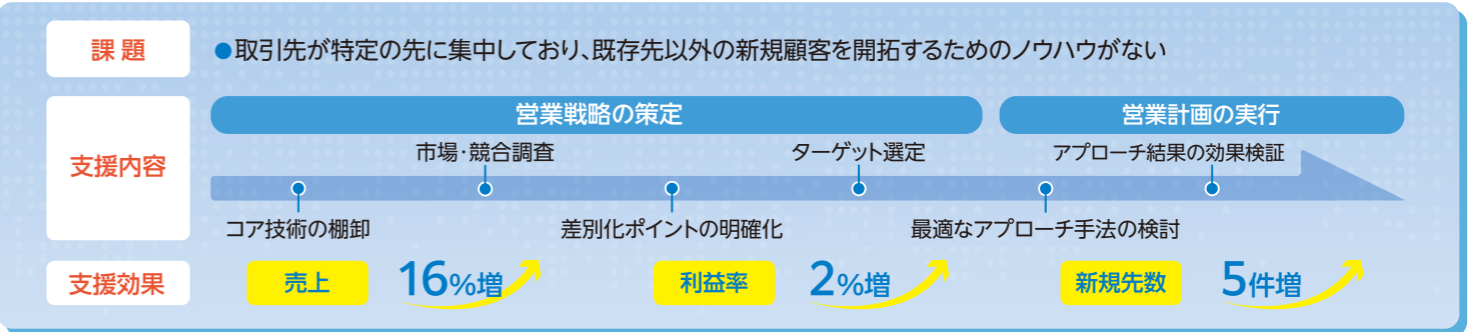 課題
●取引先が特定の先に集中しており、既存先以外の新規顧客を開拓するためのノウハウがない
支援内容
営業戦略の策定
営業計画の実行
市場・競合調査
ターゲット選定
アプローチ結果の効果検証
コア技術の棚卸
差別化ポイントの明確化
最適なアプローチ手法の検討
支援効果
売上
16%増
利益率
2%増
新規先数
5件増